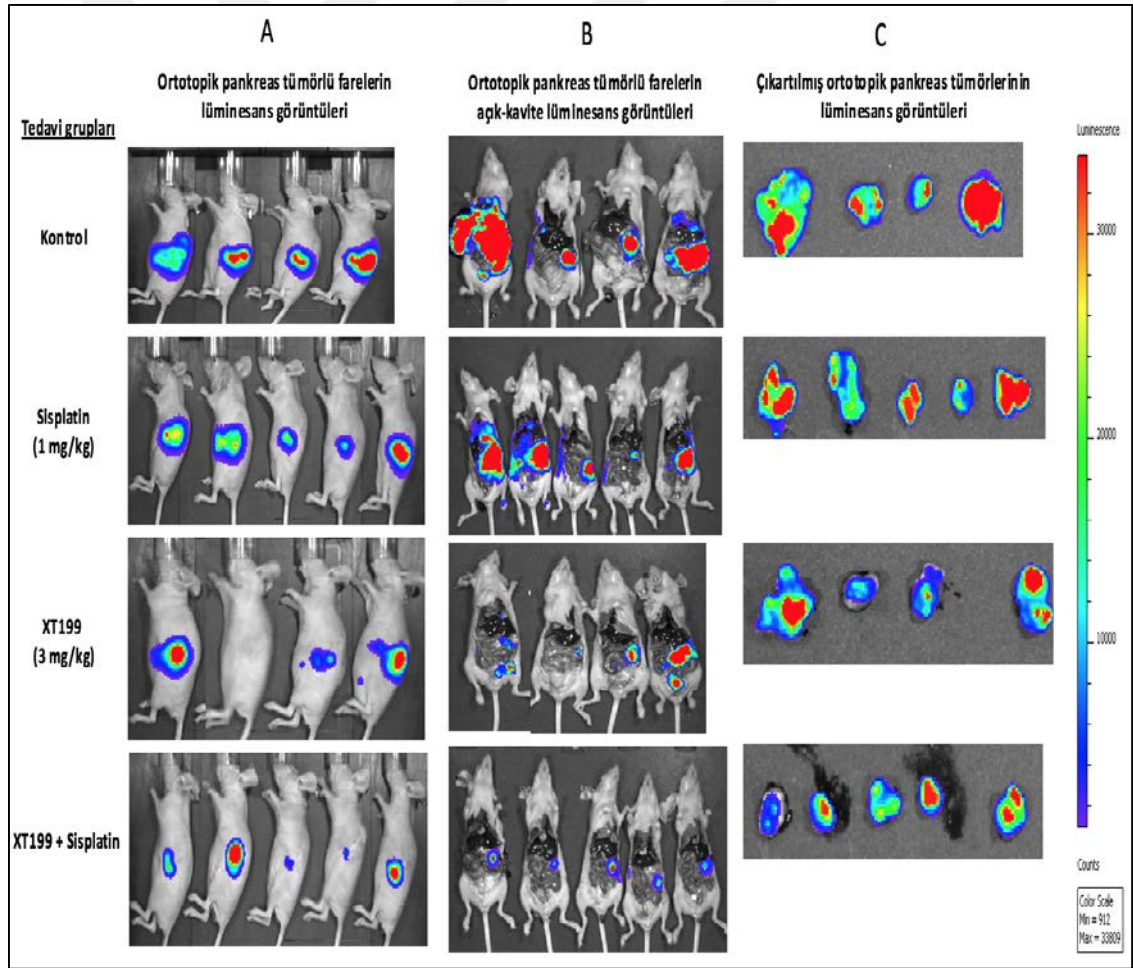 A
B
C
Ortotopik pankreas tümörlü farelerin
lüminesans görüntüleri
Ortotopik pankreas tümörlü farelerin
açık-kavite lüminesans görüntüleri
Çıkartılmış ortotopik pankreas tümörlerinin
lüminesans görüntüleri
Tedavi grupları
Kontrol
Sisplatin
(1 mg/kg)
XT199
(3 mg/kg)
XT199 + Sisplatin
Luminescence
30000
20000
10000
Counts
Color Scale
Min = 912
Max = 33809